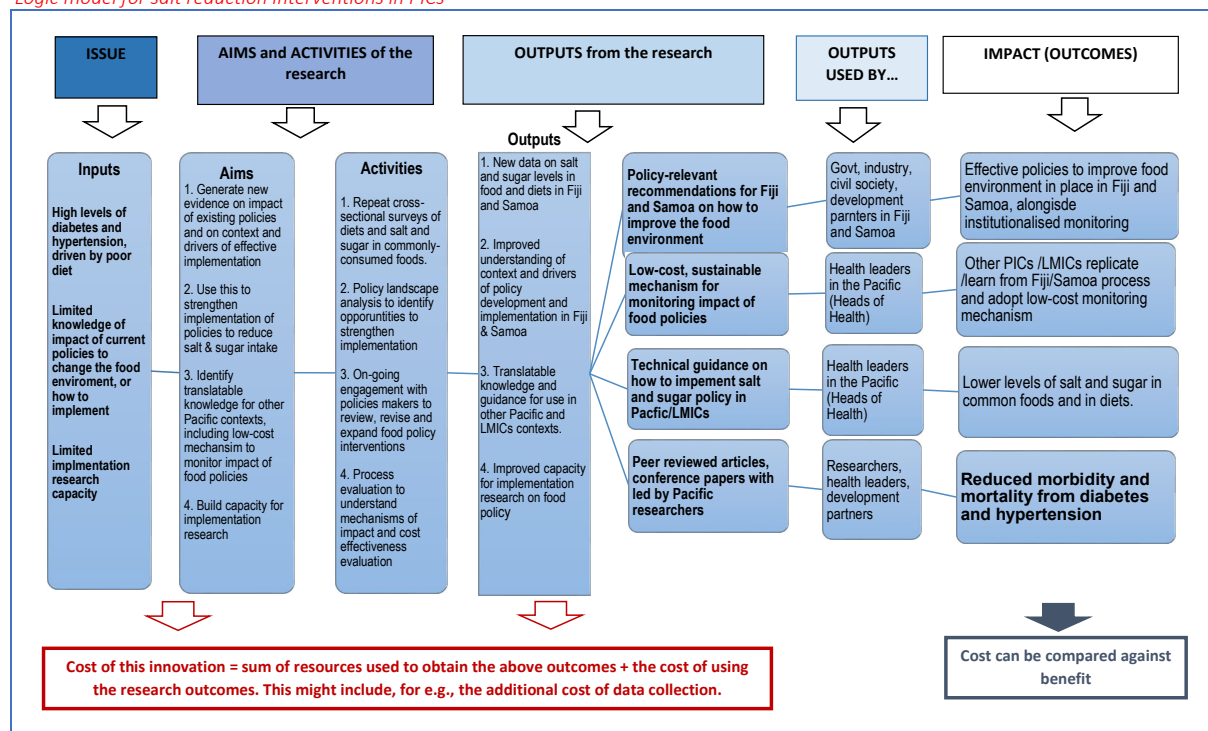 Logic model for salt reduction interventions in PICs
ISSUE
AIMS and ACTIVITIES of the
research
OUTPUTS from the research
OUTPUTS
USED BY...
IMPACT (OUTCOMES)
Inputs
High levels of
diabetes and
hypertension,
driven by poor
diet
Limited
knowledge of
impact of current
policies to
change the food
enviroment, or
how to
implement
Limited
implmentation
research
capacity
Aims
1. Generate new
evidence on impact
of existing policies
and on context and
drivers of effective
implementation
2. Use this to
strengthen
implementation of
policies to reduce
salt & sugar intake
3. Identify
translatable
knowledge for other
Pacific contexts,
including low-cost
mechansim to
monitor impact of
food policies
4. Build capacity for
implementation
research
Activities
1. Repeat cross-
sectional surveys of
diets and salt and
sugar in commonly-
consumed foods.
2. Policy landscape
analysis to identify
opporuntities to
strengthen
implementation
3. On-going
engagement with
policies makers to
review, revise and
expand food policy
interventions
4. Process
evaluation to
understand
mechanisms of
impact and cost
effectiveness
evaluation
Outputs
1. New data on salt
and sugar levels in
food and diets in Fiji
and Samoa
2. Improved
understanding of
context and drivers
of policy
development and
implementation in Fiji
& Samoa
3. Translatable
knowledge and
guidance for use in
other Pacific and
LMICs contexts.
4. Improved capacity
for implementation
research on food
policy
Policy-relevant
recommendations for Fiji
and Samoa on how to
improve the food
environment
Low-cost, sustainable
mechanism for
monitoring impact of
food policies
Technical guidance on
how to impement salt
and sugar policy in
Pacfic/LMICs
Peer reviewed articles,
conference papers with
led by Pacific
researchers
Govt, industry,
civil society,
development
parnters in Fiji
and Samoa
Health leaders
in the Pacific
(Heads of
Health)
Health leaders
in the Pacific
(Heads of
Health)
Researchers,
health leaders,
development
partners
Effective policies to improve food
environment in place in Fiji and
Samoa, alongisde
institutionalised monitoring
Other PICs /LMICs replicate
/learn from Fiji/Samoa process
and adopt low-cost monitoring
mechanism
Lower levels of salt and sugar in
common foods and in diets.
Reduced morbidity and
mortality from diabetes
and hypertension
Cost of this innovation = sum of resources used to obtain the above outcomes + the cost of using
the research outcomes. This might include, for e.g., the additional cost of data collection.
Cost can be compared against
benefit